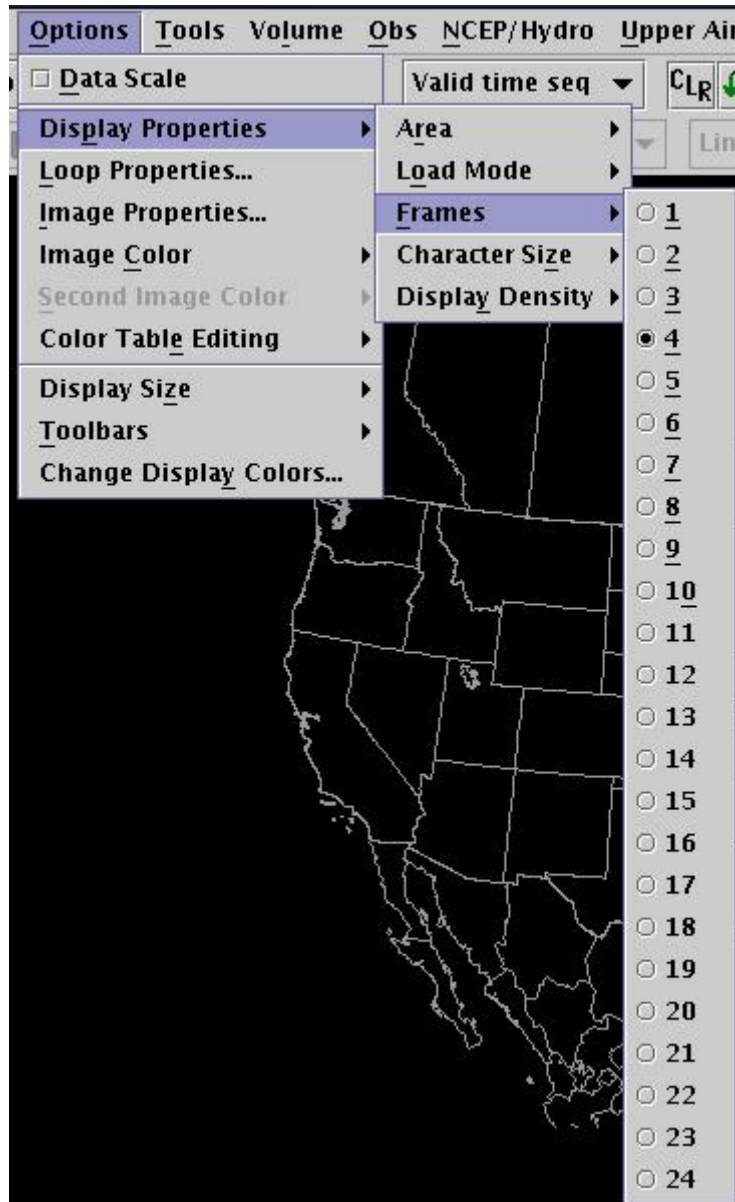 Options Tools Volume Obs NCEP/Hydro Upper Air
Data Scale
Valid time seq
CLR
Display Properties
Loop Properties...
Image Properties...
Image Color
Second Image Color
Color Table Editing
Display Size
Toolbars
Change Display Colors...
Area
Load Mode
Frames
Character Size
Display Density
Lin
1
2
3
4
5
6
7
8
9
10
11
12
13
14
15
16
17
18
19
20
21
22
23
24